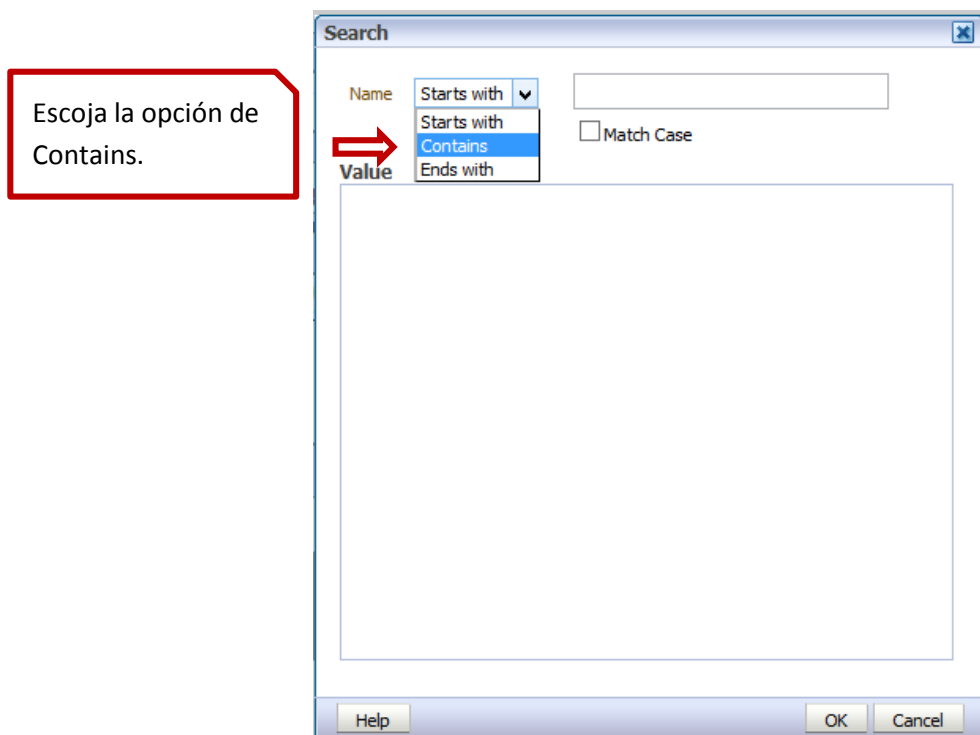 Search
Escoja la opción de
Contains.
Name Starts with
Starts with
Contains
Ends with
Match Case
Value
Help OK Cancel